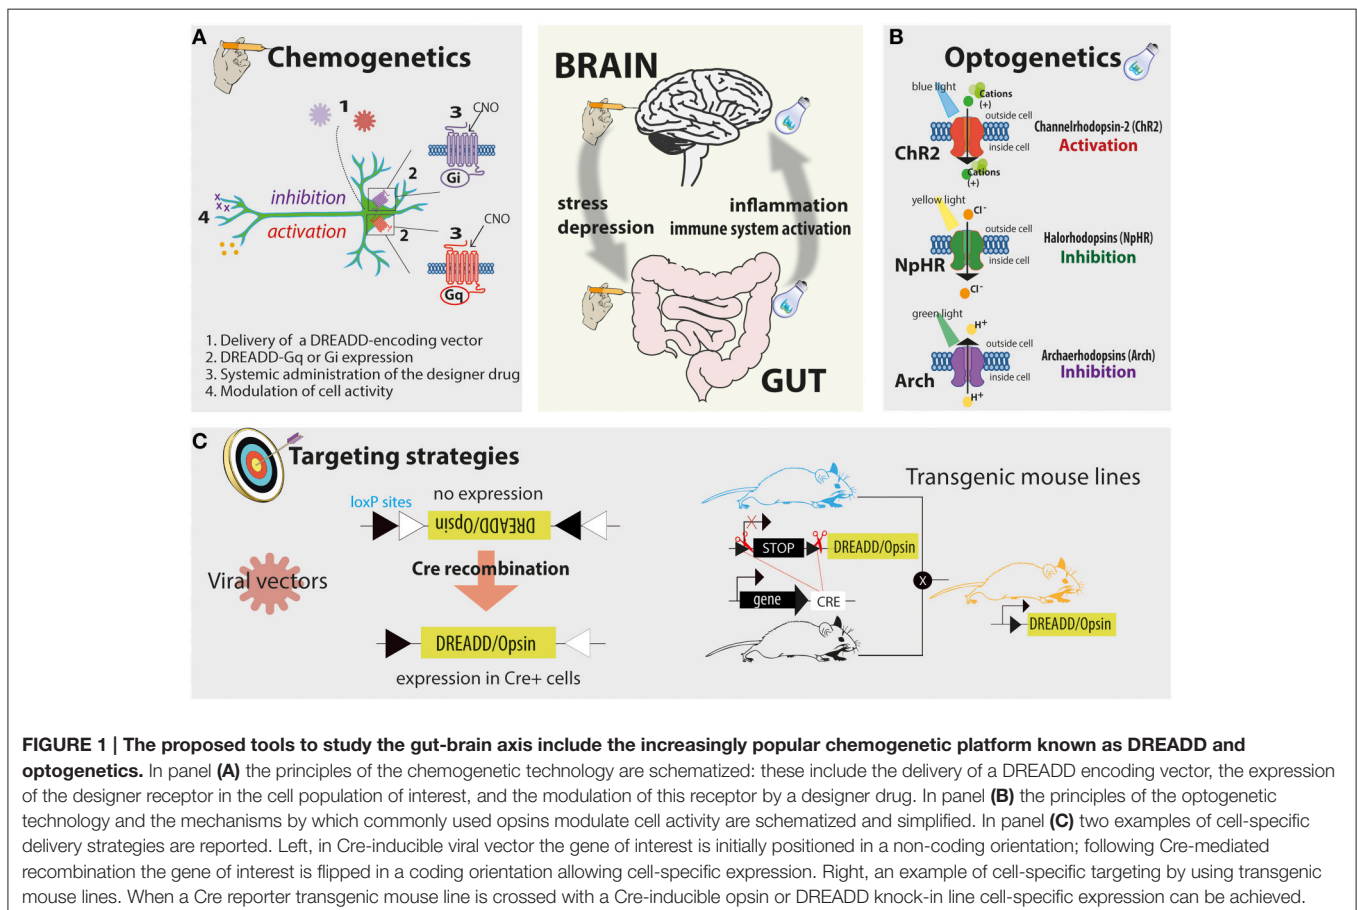 A
Chemogenetics
1
3
CNO
Gi
2
inhibition
activation
4
x
x
x x
2
3
CNO
Gq
1. Delivery of a DREADD-encoding vector
2. DREADD-Gq or Gi expression
3. Systemic administration of the designer drug
4. Modulation of cell activity
BRAIN
stress
depression
inflammation
immune system activation
GUT
B
Optogenetics
blue light
Cations
(+)
outside cell
inside cell
ChR2
Channelrhodopsin-2 (ChR2)
Activation
Cations
(+)
yellow light
Cl-
outside cell
inside cell
NpHR
Halorhodopsins (NpHR)
Inhibition
Cl-
green light
H+
outside cell
inside cell
Arch
Archaerhodopsins (Arch)
Inhibition
H+
C
Targeting strategies
loxP sites
no expression
DREADD/Opsin
Cre recombination
Viral vectors
DREADD/Opsin
expression in Cre+ cells
Transgenic mouse lines
STOP
DREADD/Opsin
gene
CRE
X
DREADD/Opsin
FIGURE 1 | The proposed tools to study the gut-brain axis include the increasingly popular chemogenetic platform known as DREADD and
optogenetics. In panel (A) the principles of the chemogenetic technology are schematized: these include the delivery of a DREADD encoding vector, the expression
of the designer receptor in the cell population of interest, and the modulation of this receptor by a designer drug. In panel (B) the principles of the optogenetic
technology and the mechanisms by which commonly used opsins modulate cell activity are schematized and simplified. In panel (C) two examples of cell-specific
delivery strategies are reported. Left, in Cre-inducible viral vector the gene of interest is initially positioned in a non-coding orientation; following Cre-mediated
recombination the gene of interest is flipped in a coding orientation allowing cell-specific expression. Right, an example of cell-specific targeting by using transgenic
mouse lines. When a Cre reporter transgenic mouse line is crossed with a Cre-inducible opsin or DREADD knock-in line cell-specific expression can be achieved.